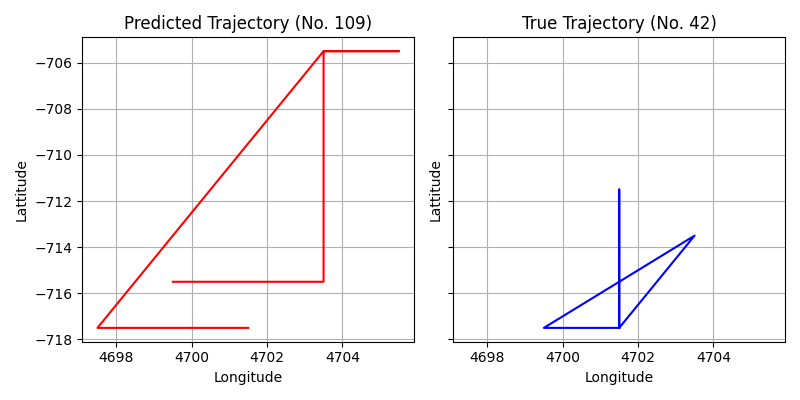 Predicted Trajectory (No. 109)
True Trajectory (No. 42)
Lattitude
−706
−708
−710
−712
−714
−716
−718
4698
4700
4702
4704
Longitude
Lattitude
4698
4700
4702
4704
Longitude